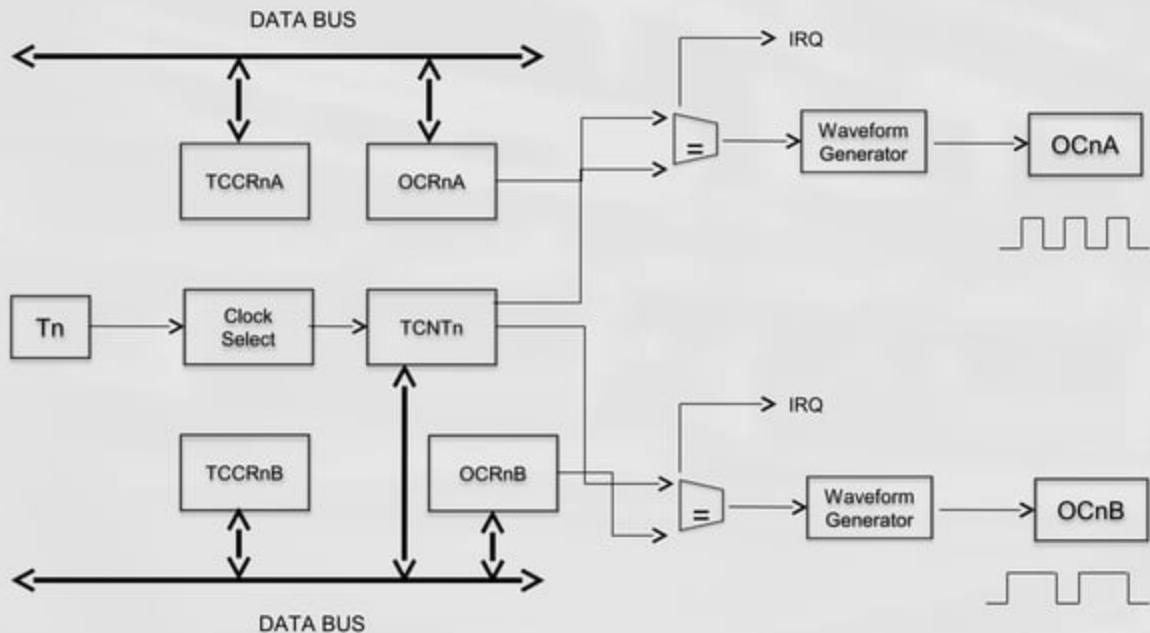 DATA BUS
IRQ
TCCRnA
OCRnA
=
Waveform
Generator
OCnA
Tn
Clock
Select
TCNTn
IRQ
TCCRnB
OCRnB
=
Waveform
Generator
OCnB
DATA BUS